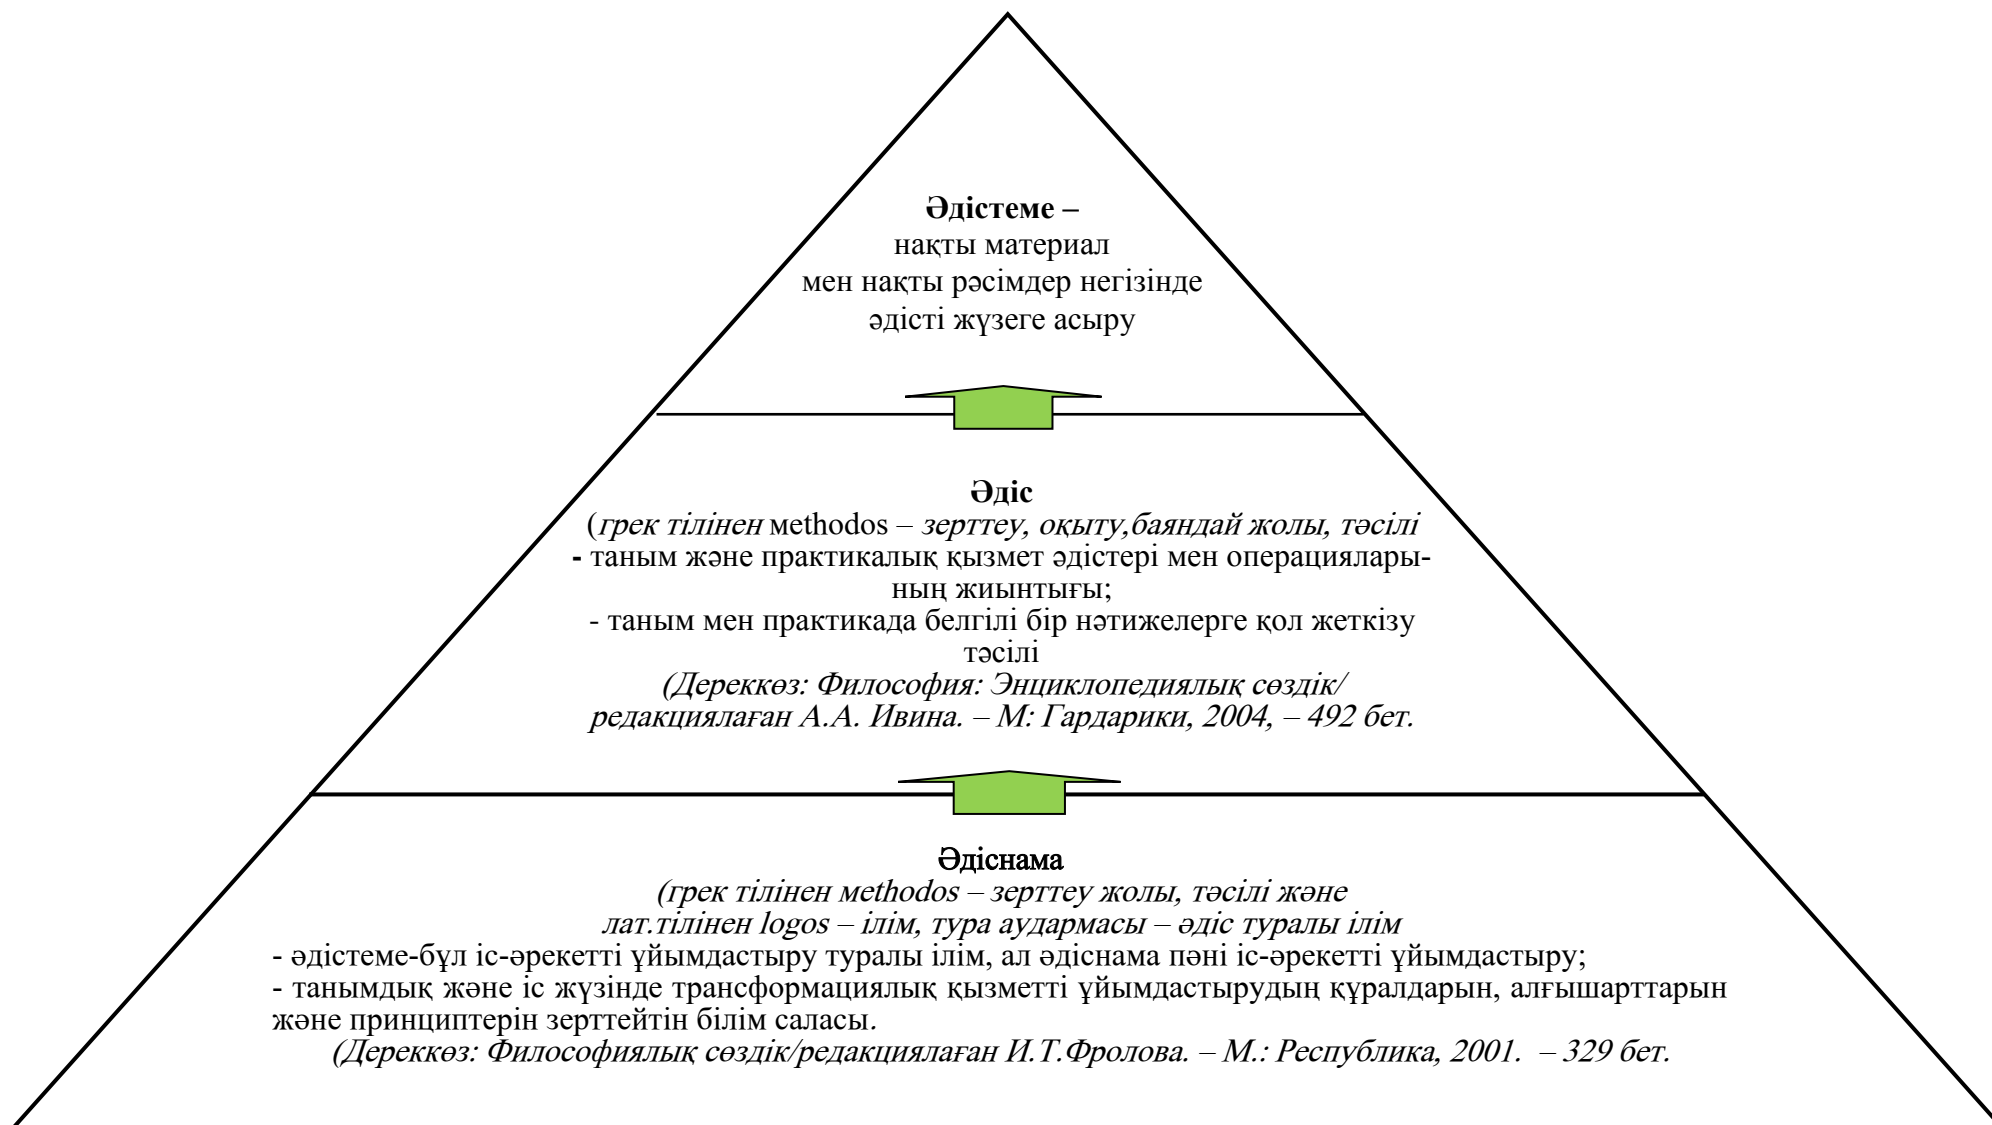 Әдістеме –
нақты материал
мен нақты рәсімдер негізінде
әдісті жүзеге асыру
Әдіс
(грек тілінен мethodos – зерттеу, оқыту,баяндай жолы, тәсілі
- таным және практикалық қызмет әдістері мен операциялары-
ның жиынтығы;
- таным мен практикада белгілі бір нәтижелерге қол жеткізу
тәсілі
(Дереккөз: Философия: Энциклопедиялық сөздік/
редакциялаған А.А. Ивина. – М: Гардарики, 2004, – 492 бет.
Әдіснама
(грек тілінен мethodos – зерттеу жолы, тәсілі және
лат.тілінен logos – ілім, тура аудармасы – әдіс туралы ілім
- әдістеме-бұл іс-әрекетті ұйымдастыру туралы ілім, ал әдіснама пәні іс-әрекетті ұйымдастыру;
- танымдық және іс жүзінде трансформациялық қызметті ұйымдастырудың құралдарын, алғышарттарын
және принциптерін зерттейтін білім саласы.
(Дереккөз: Философиялық сөздік/редакциялаған И.Т.Фролова. – М.: Республика, 2001. – 329 бет.